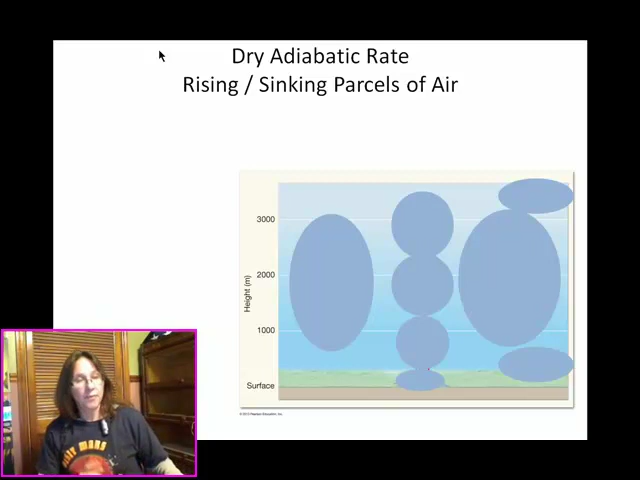 Dry Adiabatic Rate
Rising / Sinking Parcels of Air
3000
2000
1000
Surface
Height (m)